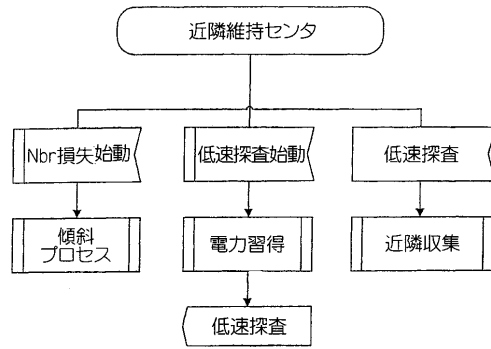 近隣維持センタ
Nbr損失始動
低速探査始動
低速探査
傾斜
プロセス
電力習得
近隣収集
低速探査